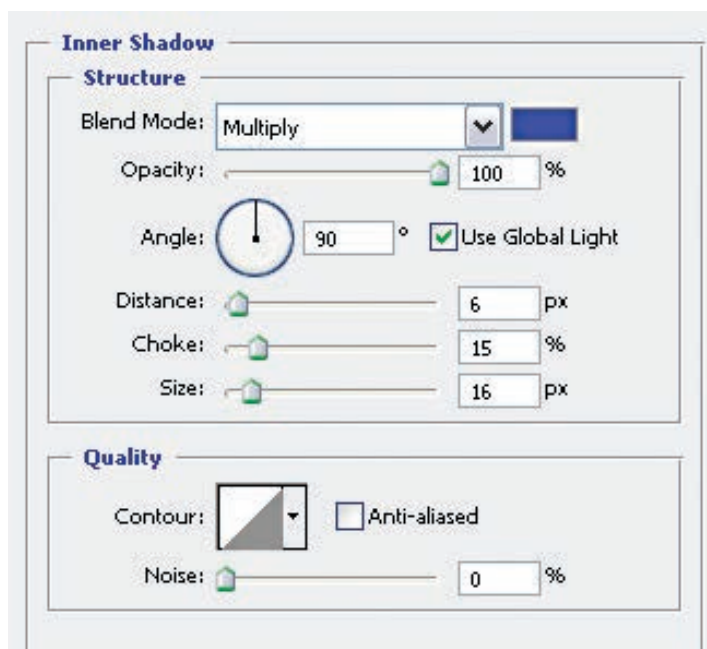 Inner Shadow
Structure
Blend Mode: Multiply
Opacity: 100 %
Angle: 90 ° Use Global Light
Distance: 6 px
Choke: 15 %
Size: 16 px
Quality
Contour: Anti-aliased
Noise: 0 %